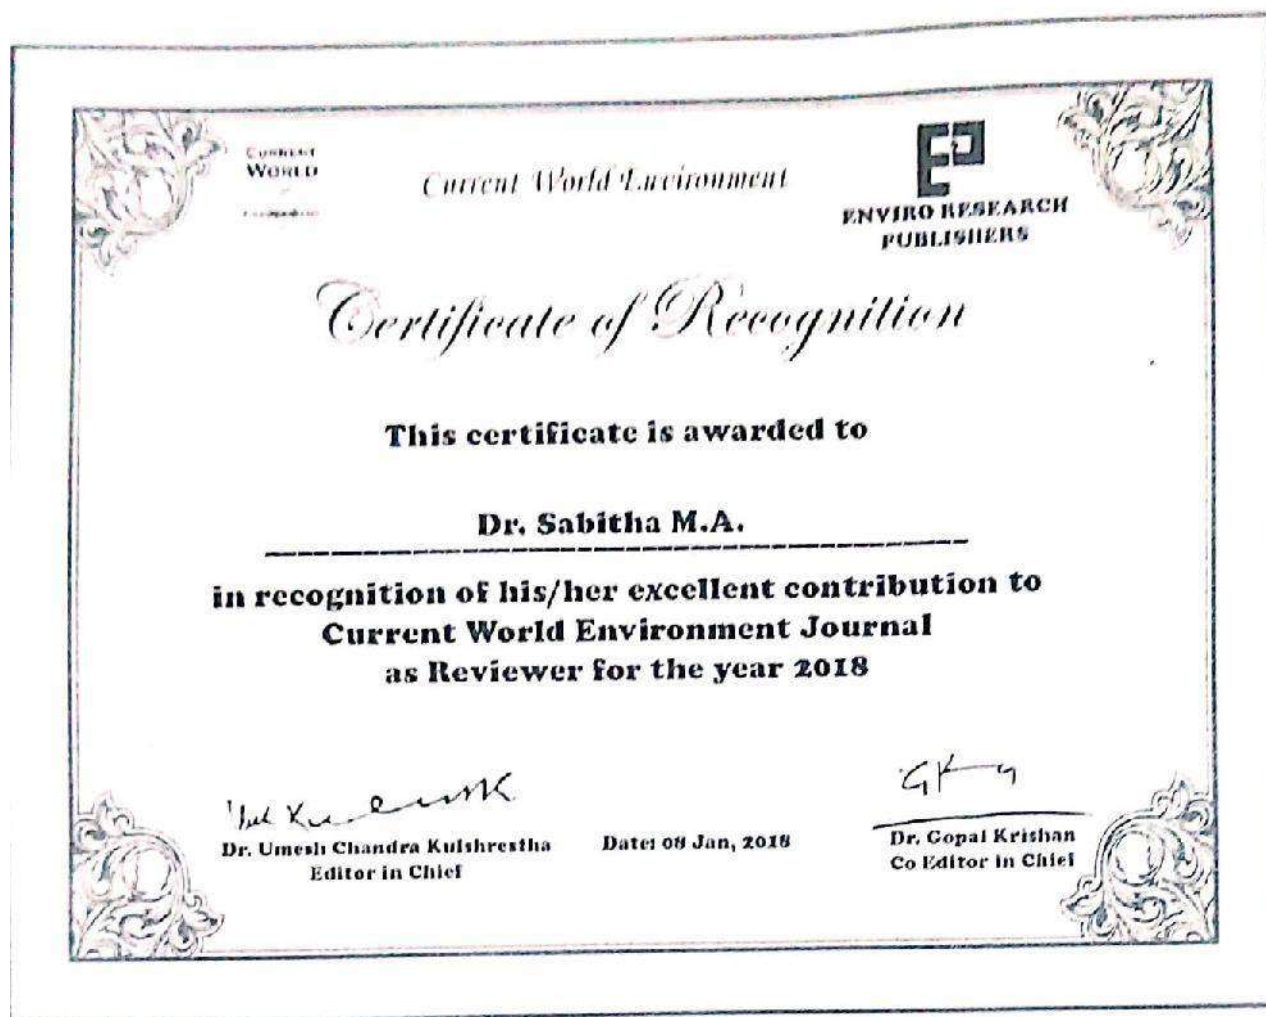 CURRENT
WORLD
Current World Environment
ENVIRO RESEARCH
PUBLISHERS
Certificate of Recognition
This certificate is awarded to
Dr. Sabitha M.A.
in recognition of his/her excellent contribution to
Current World Environment Journal
as Reviewer for the year 2018
Dr. Umesh Chandra Kulshrestha
Editor in Chief
Date: 08 Jan, 2018
Dr. Gopal Krishan
Co Editor in Chief